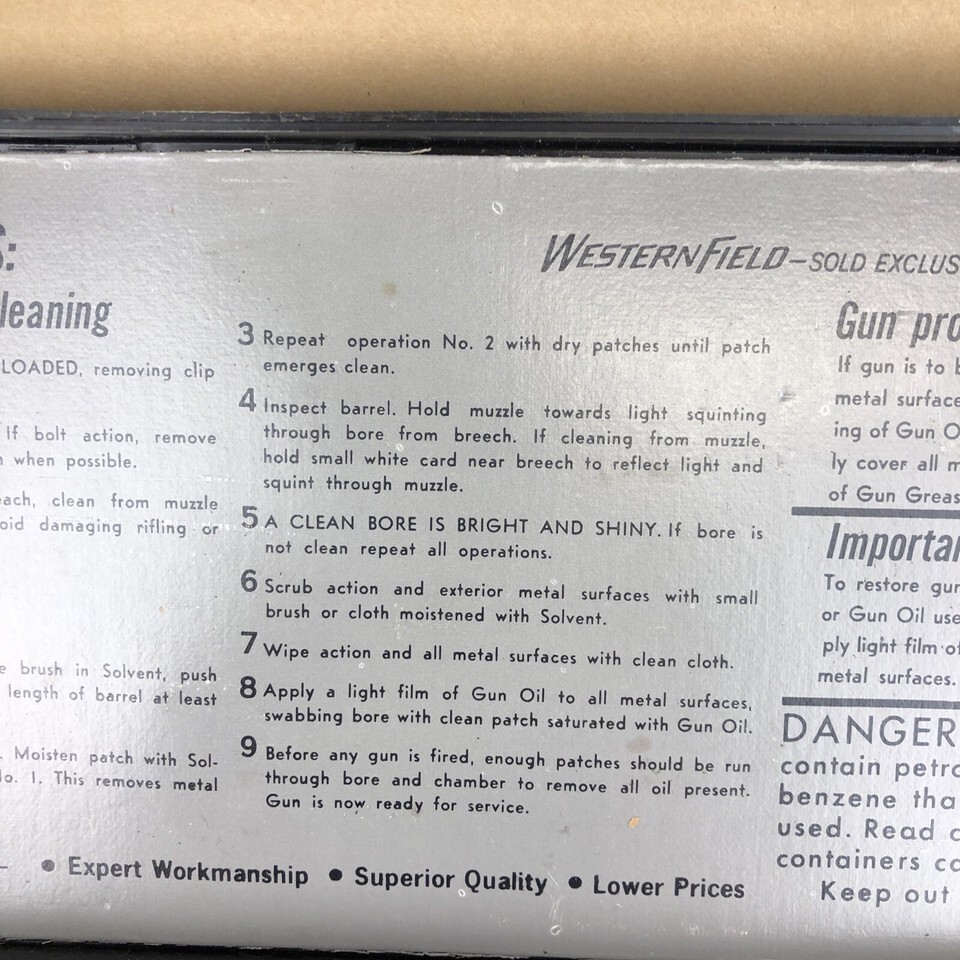 S:
leaning
LOADED, removing clip
If bolt action, remove
when possible.
each, clean from muzzle
oid damaging rifling or
e brush in Solvent, push
length of barrel at least
. Moisten patch with Sol-
No. 1. This removes metal
3 Repeat operation No. 2 with dry patches until patch
emerges clean.
4 Inspect barrel. Hold muzzle towards light squinting
through bore from breech. If cleaning from muzzle,
hold small white card near breech to reflect light and
squint through muzzle.
5 A CLEAN BORE IS BRIGHT AND SHINY. If bore is
not clean repeat all operations.
6 Scrub action and exterior metal surfaces with small
brush or cloth moistened with Solvent.
7 Wipe action and all metal surfaces with clean cloth.
8 Apply a light film of Gun Oil to all metal surfaces,
swabbing bore with clean patch saturated with Gun Oil.
9 Before any gun is fired, enough patches should be run
through bore and chamber to remove all oil present.
Gun is now ready for service.
WESTERNFIELD–SOLD EXCLUS
Gun pro
If gun is to b
metal surface
ing of Gun O
ly cover all m
of Gun Greas
Importan
To restore gun
or Gun Oil use
ply light film of
metal surfaces.
DANGER
contain petro
benzene tha
used. Read c
containers ca
Keep out
• Expert Workmanship • Superior Quality • Lower Prices